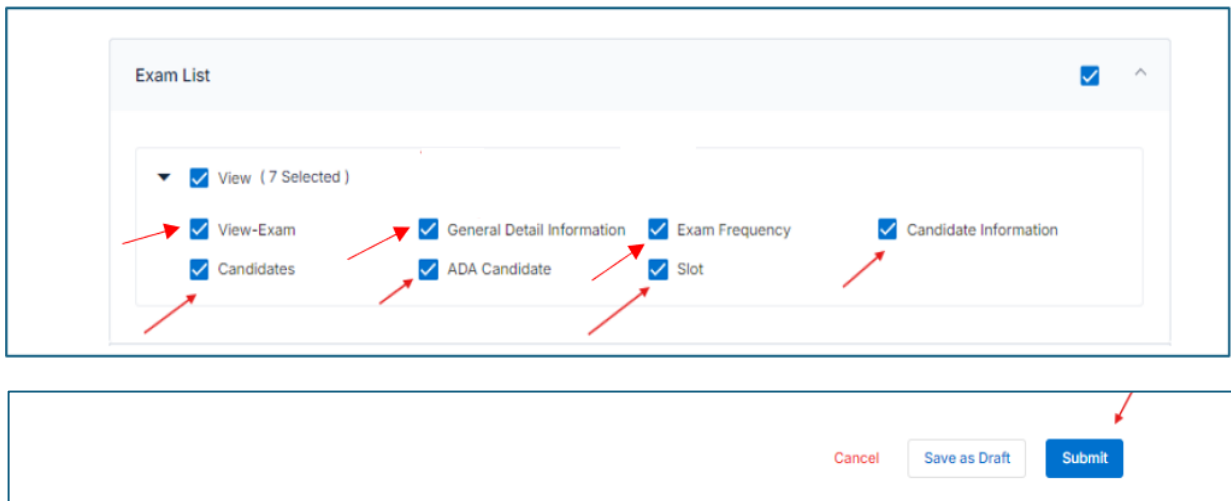 Exam List
View ( 7 Selected )
View-Exam General Detail Information Exam Frequency Candidate Information
Candidates ADA Candidate Slot
Cancel Save as Draft Submit